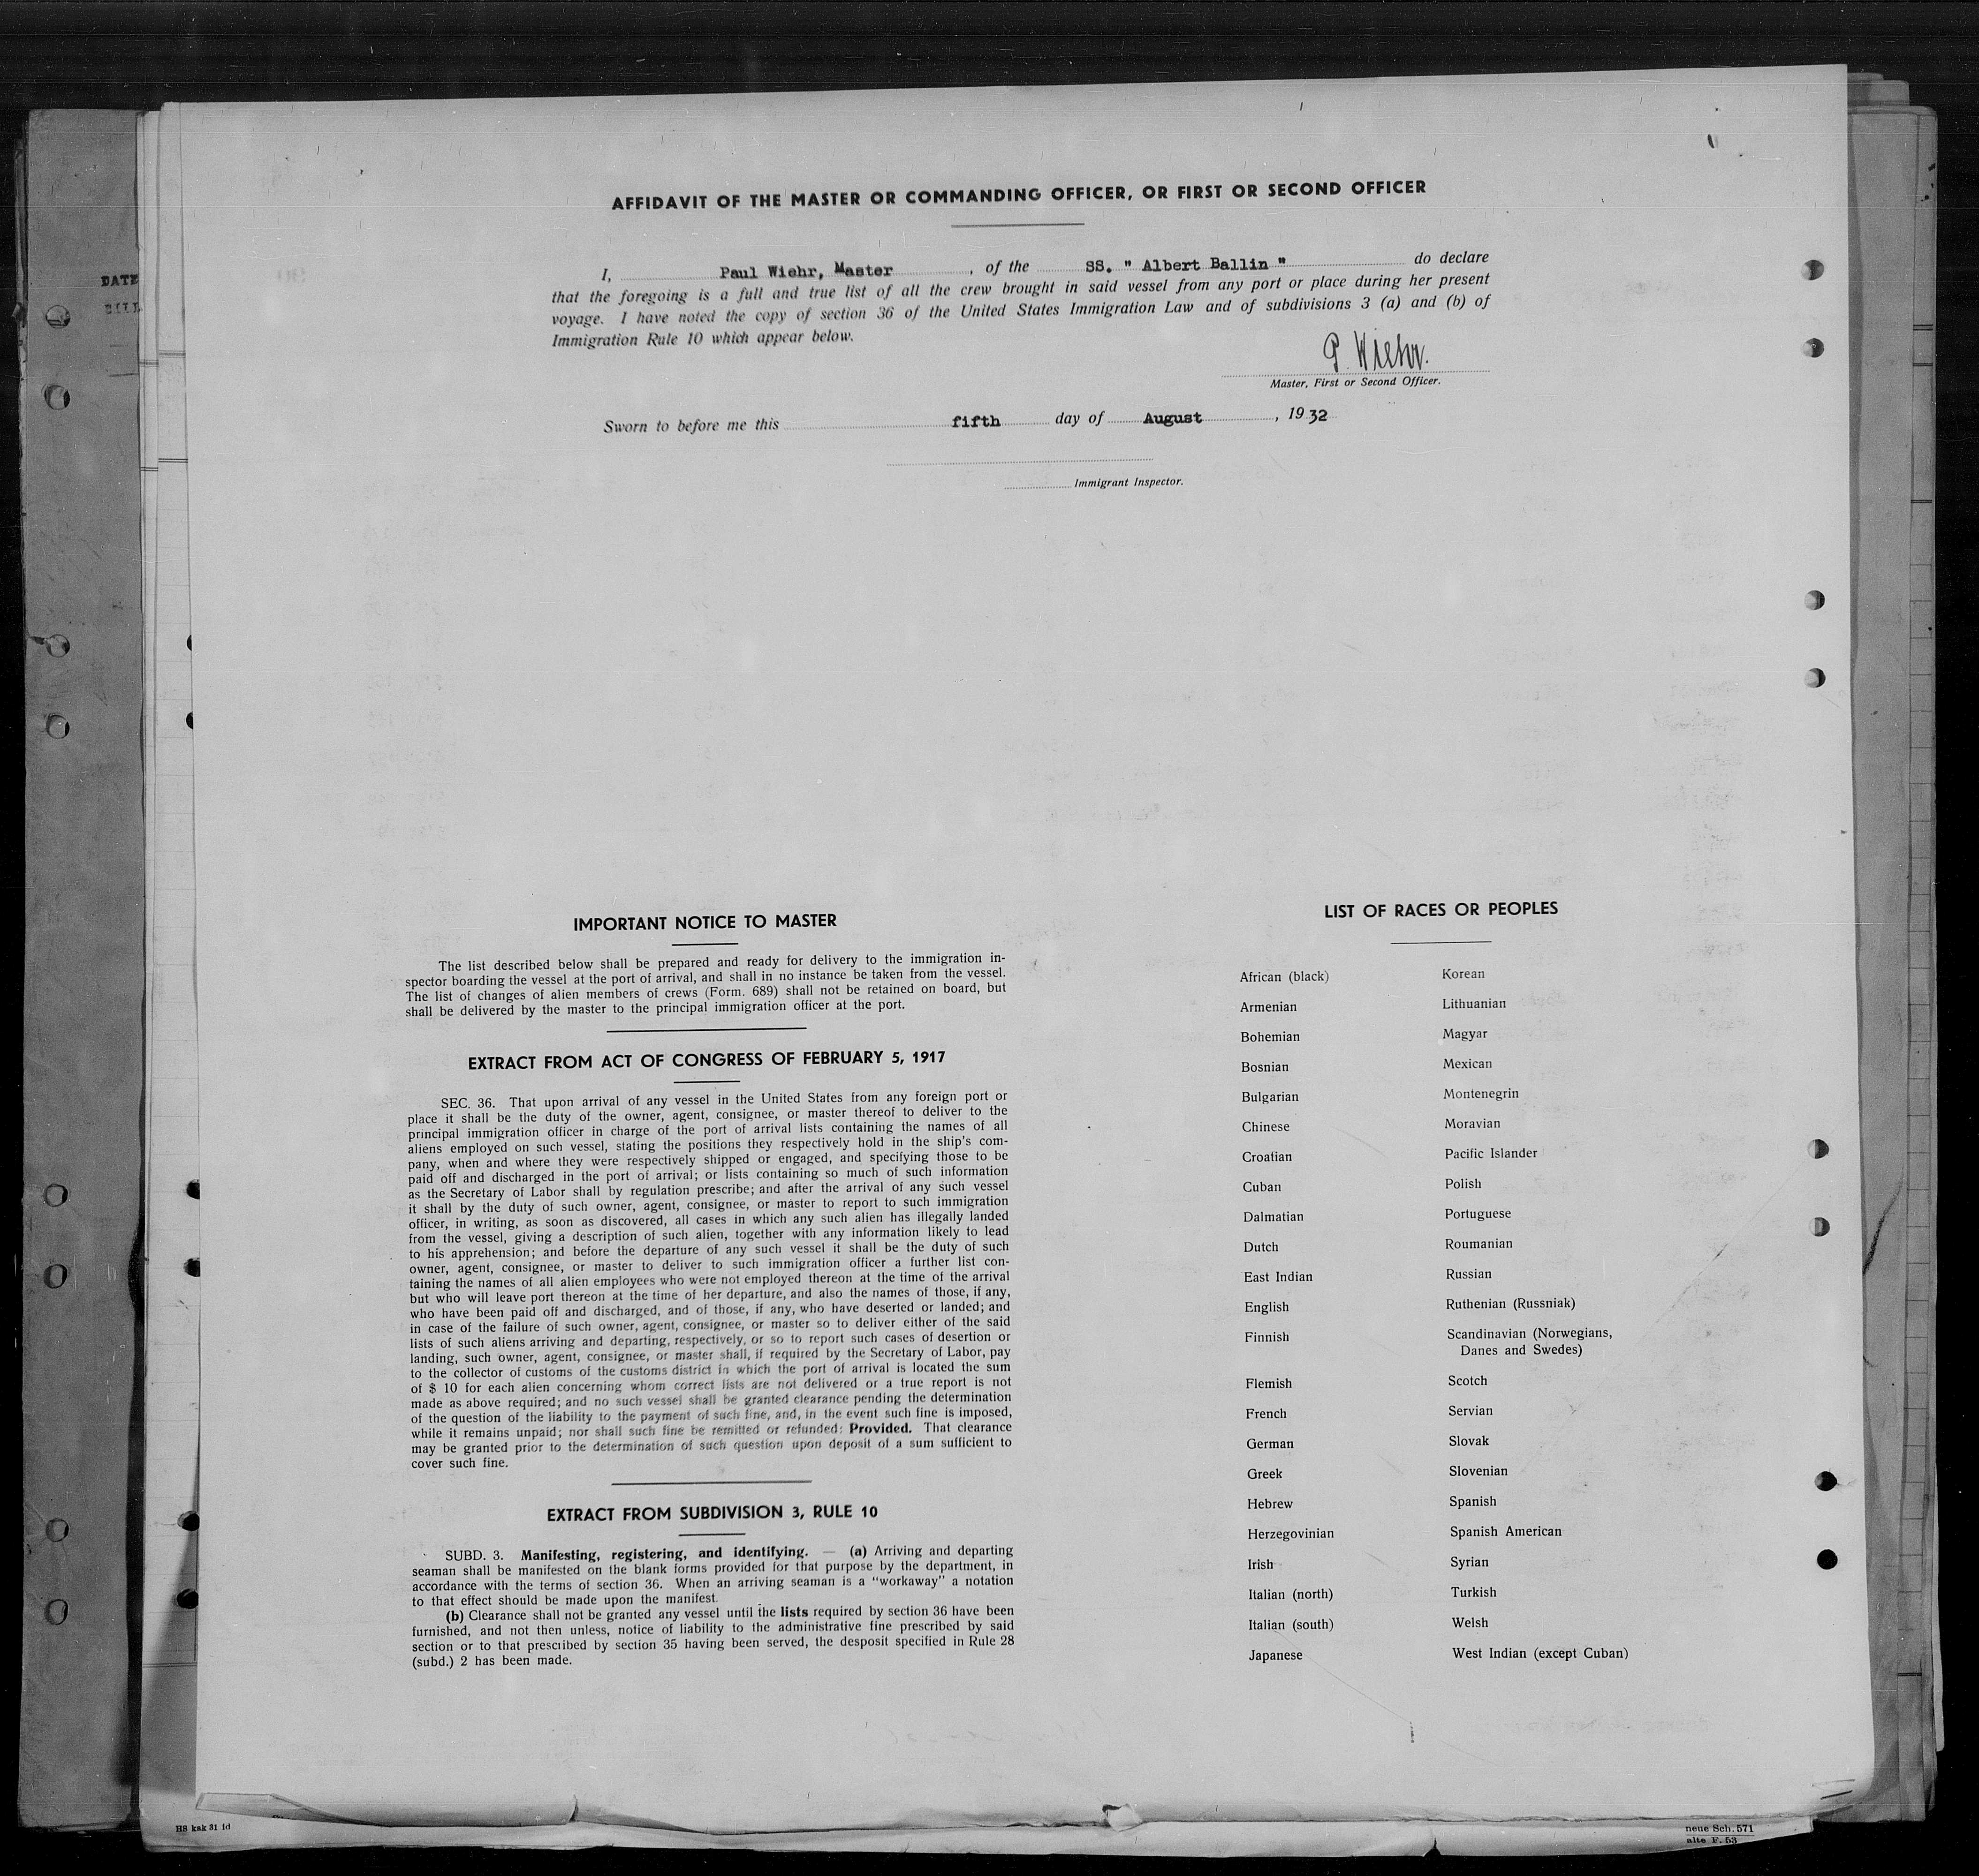 DATE
AFFIDAVIT OF THE MASTER OR COMMANDING OFFICER, OR FIRST OR SECOND OFFICER
I, Paul Wiehr, Master, of the SS. " Albert Ballin " do declare
that the foregoing is a full and true list of all the crew brought in said vessel from any port or place during her present
voyage. I have noted the copy of section 36 of the United States Immigration Law and of subdivisions 3 (a) and (b) of
Immigration Rule 10 which appear below.
P. Wiehr.
Master, First or Second Officer.
Sworn to before me this fifth day of August, 1932
Immigrant Inspector.
IMPORTANT NOTICE TO MASTER
The list described below shall be prepared and ready for delivery to the immigration in-
spector boarding the vessel at the port of arrival, and shall in no instance be taken from the vessel.
The list of changes of alien members of crews (Form. 689) shall not be retained on board, but
shall be delivered by the master to the principal immigration officer at the port.
EXTRACT FROM ACT OF CONGRESS OF FEBRUARY 5, 1917
SEC. 36. That upon arrival of any vessel in the United States from any foreign port or
place it shall be the duty of the owner, agent, consignee, or master thereof to deliver to the
principal immigration officer in charge of the port of arrival lists containing the names of all
aliens employed on such vessel, stating the positions they respectively hold in the ship's com-
pany, when and where they were respectively shipped or engaged, and specifying those to be
paid off and discharged in the port of arrival; or lists containing so much of such information
as the Secretary of Labor shall by regulation prescribe; and after the arrival of any such vessel
it shall by the duty of such owner, agent, consignee, or master to report to such immigration
officer, in writing, as soon as discovered, all cases in which any such alien has illegally landed
from the vessel, giving a description of such alien, together with any information likely to lead
to his apprehension; and before the departure of any such vessel it shall be the duty of such
owner, agent, consignee, or master to deliver to such immigration officer a further list con-
taining the names of all alien employees who were not employed thereon at the time of the arrival
but who will leave port thereon at the time of her departure, and also the names of those, if any,
who have been paid off and discharged, and of those, if any, who have deserted or landed; and
in case of the failure of such owner, agent, consignee, or master so to deliver either of the said
lists of such aliens arriving and departing, respectively, or so to report such cases of desertion or
landing, such owner, agent, consignee, or master shall, if required by the Secretary of Labor, pay
to the collector of customs of the customs district in which the port of arrival is located the sum
of $ 10 for each alien concerning whom correct lists are not delivered or a true report is not
made as above required; and no such vessel shall be granted clearance pending the determination
of the question of the liability to the payment of such fine, and, in the event such fine is imposed,
while it remains unpaid; nor shall such fine be remitted or refunded: Provided. That clearance
may be granted prior to the determination of such question upon deposit of a sum sufficient to
cover such fine.
EXTRACT FROM SUBDIVISION 3, RULE 10
SUBD. 3. Manifesting, registering, and identifying. — (a) Arriving and departing
seaman shall be manifested on the blank forms provided for that purpose by the department, in
accordance with the terms of section 36. When an arriving seaman is a "workaway" a notation
to that effect should be made upon the manifest.
(b) Clearance shall not be granted any vessel until the lists required by section 36 have been
furnished, and not then unless, notice of liability to the administrative fine prescribed by said
section or to that prescribed by section 35 having been served, the desposit specified in Rule 28
(subd.) 2 has been made.
LIST OF RACES OR PEOPLES
African (black)
Armenian
Bohemian
Bosnian
Bulgarian
Chinese
Croatian
Cuban
Dalmatian
Dutch
East Indian
English
Finnish
Flemish
French
German
Greek
Hebrew
Herzegovinian
Irish
Italian (north)
Italian (south)
Japanese
Korean
Lithuanian
Magyar
Mexican
Montenegrin
Moravian
Pacific Islander
Polish
Portuguese
Roumanian
Russian
Ruthenian (Russniak)
Scandinavian (Norwegians,
Danes and Swedes)
Scotch
Servian
Slovak
Slovenian
Spanish
Spanish American
Syrian
Turkish
Welsh
West Indian (except Cuban)
BS kak 31 fd
neue Sch. 571
alte F. 53